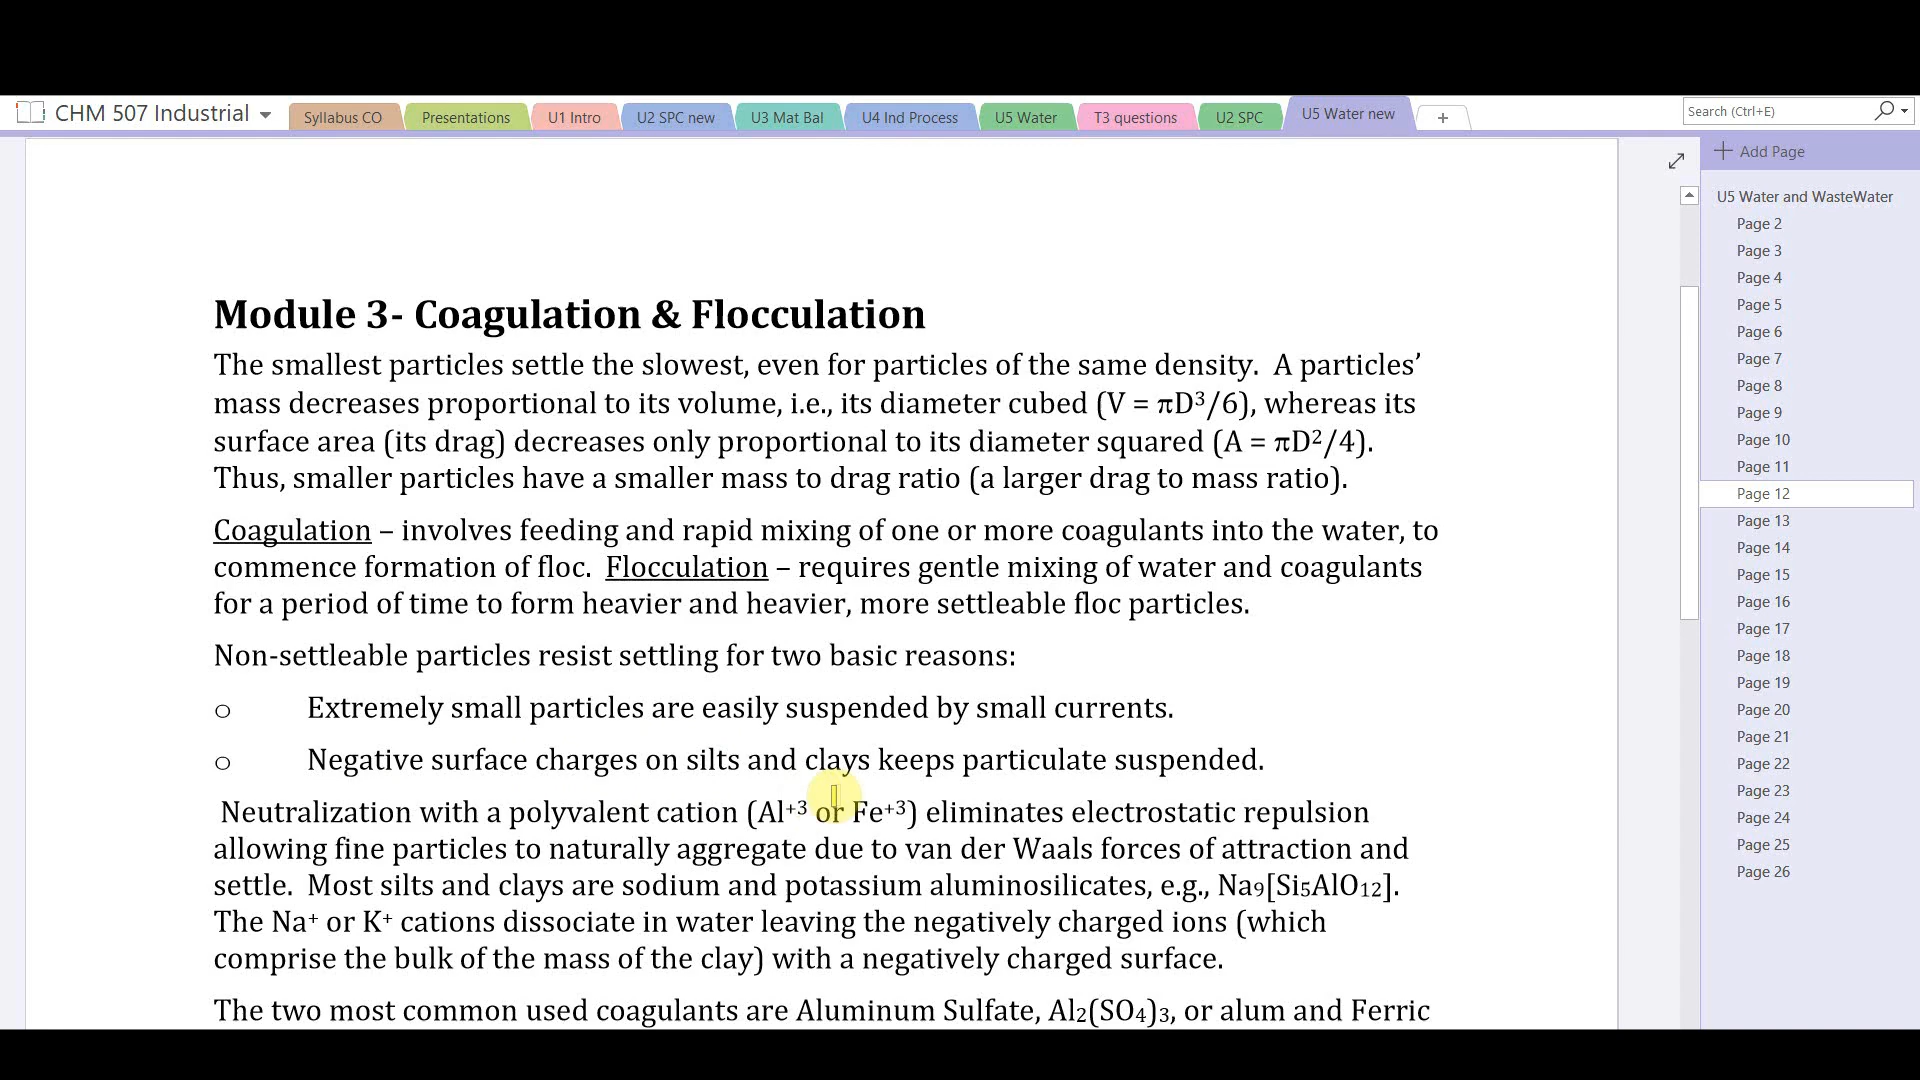 CHM 507 Industrial
Syllabus CO
Presentations
U1 Intro
U2 SPC new
U3 Mat Bal
U4 Ind Process
U5 Water
T3 questions
U2 SPC
U5 Water new
+
Search (Ctrl+E)
Add Page
U5 Water and WasteWater
Page 2
Page 3
Page 4
Page 5
Page 6
Page 7
Page 8
Page 9
Page 10
Page 11
Page 12
Page 13
Page 14
Page 15
Page 16
Page 17
Page 18
Page 19
Page 20
Page 21
Page 22
Page 23
Page 24
Page 25
Page 26
Module 3- Coagulation & Flocculation
The smallest particles settle the slowest, even for particles of the same density.  A particles’
mass decreases proportional to its volume, i.e., its diameter cubed (V = πD³/6), whereas its
surface area (its drag) decreases only proportional to its diameter squared (A = πD²/4).
Thus, smaller particles have a smaller mass to drag ratio (a larger drag to mass ratio).
Coagulation – involves feeding and rapid mixing of one or more coagulants into the water, to
commence formation of floc.  Flocculation – requires gentle mixing of water and coagulants
for a period of time to form heavier and heavier, more settleable floc particles.
Non-settleable particles resist settling for two basic reasons:
o Extremely small particles are easily suspended by small currents.
o Negative surface charges on silts and clays keeps particulate suspended.
Neutralization with a polyvalent cation (Al⁺³ or Fe⁺³) eliminates electrostatic repulsion
allowing fine particles to naturally aggregate due to van der Waals forces of attraction and
settle.  Most silts and clays are sodium and potassium aluminosilicates, e.g., Na₉[Si₅AlO₁₂].
The Na⁺ or K⁺ cations dissociate in water leaving the negatively charged ions (which
comprise the bulk of the mass of the clay) with a negatively charged surface.
The two most common used coagulants are Aluminum Sulfate, Al₂(SO₄)₃, or alum and Ferric